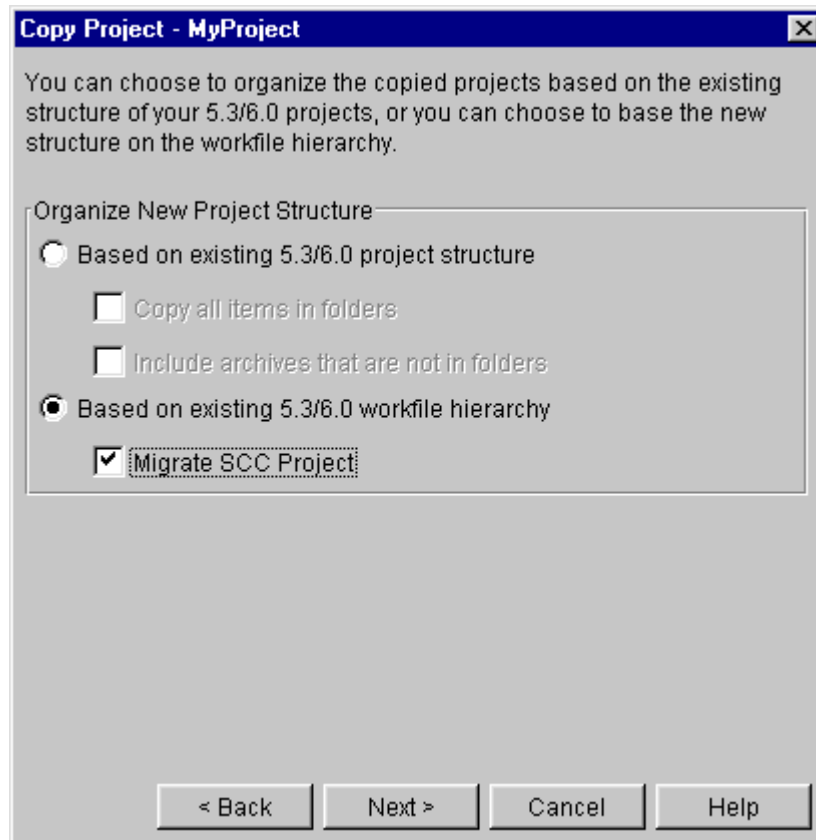 Copy Project - MyProject
You can choose to organize the copied projects based on the existing
structure of your 5.3/6.0 projects, or you can choose to base the new
structure on the workfile hierarchy.
Organize New Project Structure
Based on existing 5.3/6.0 project structure
Copy all items in folders
Include archives that are not in folders
Based on existing 5.3/6.0 workfile hierarchy
Migrate SCC Project
< Back Next > Cancel Help